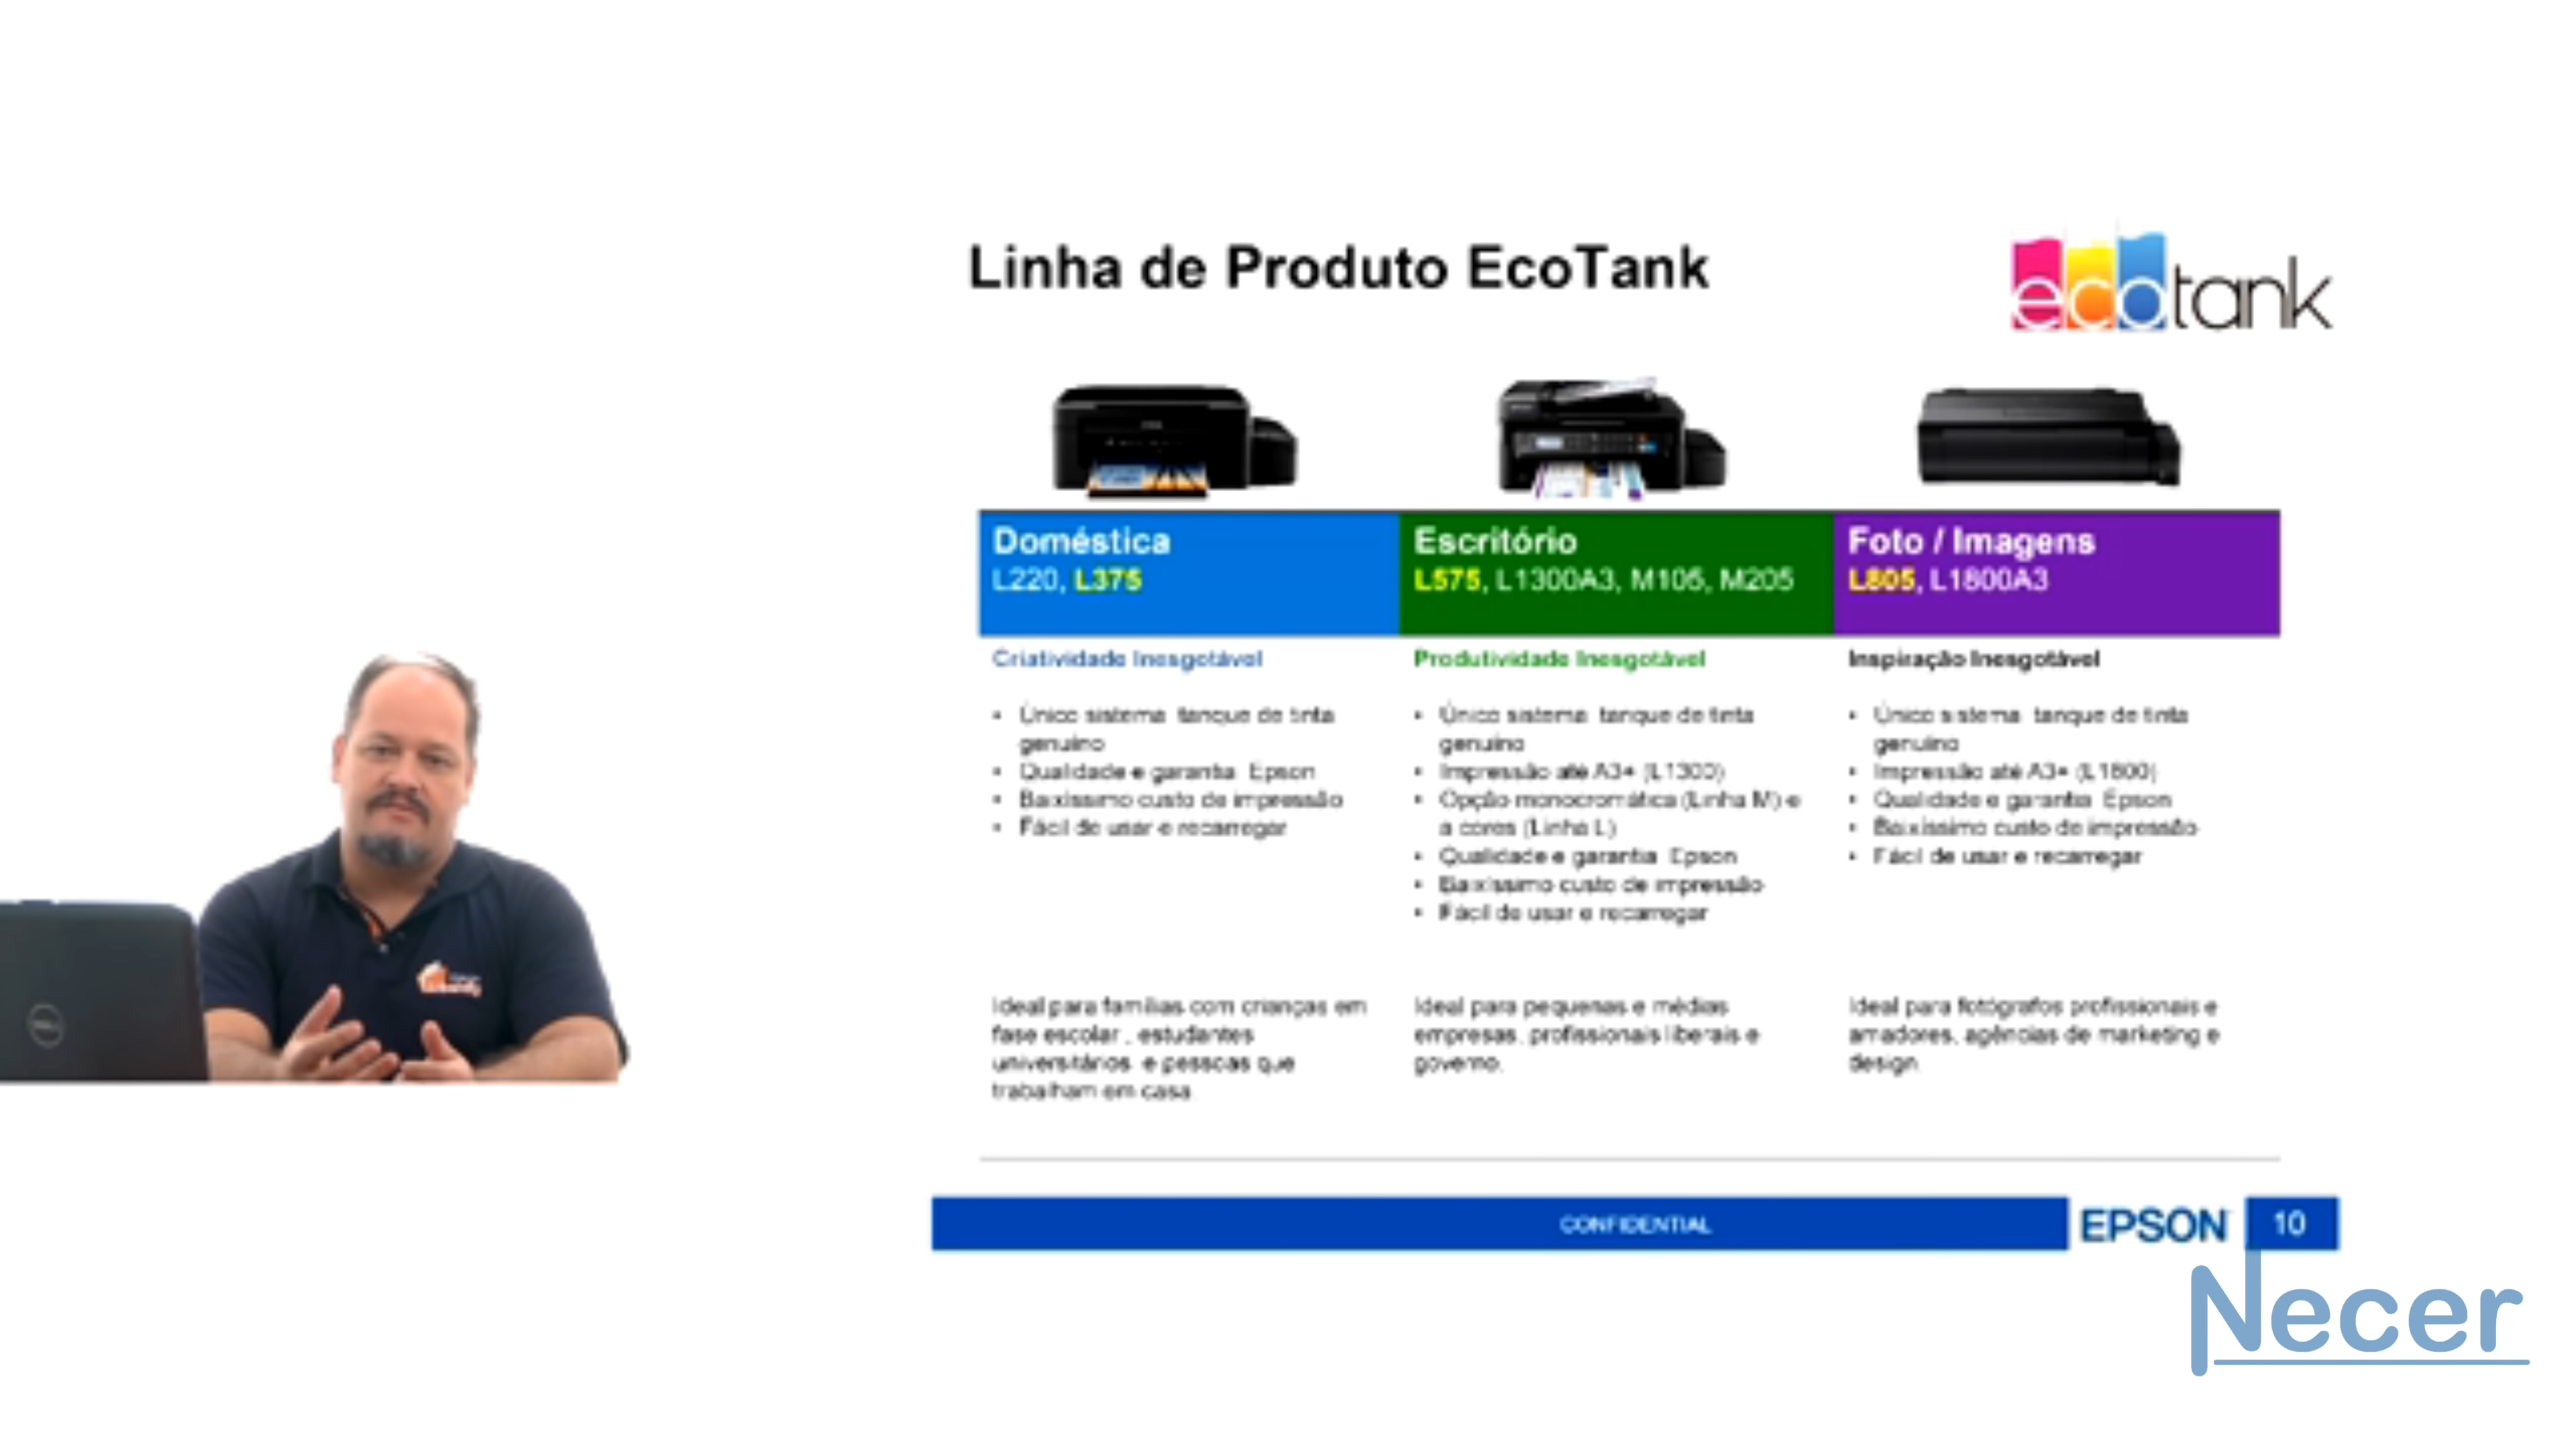 Linha de Produto EcoTank
ecotank
Doméstica
L220, L375
Criatividade Inesgotável
• Único sistema tanque de tinta
genuíno
• Qualidade e garantia Epson
• Baixíssimo custo de impressão
• Fácil de usar e recarregar
Ideal para famílias com crianças em
fase escolar , estudantes
universitários e pessoas que
trabalham em casa.
Escritório
L575, L1300A3, M105, M205
Produtividade Inesgotável
• Único sistema tanque de tinta
genuíno
• Impressão até A3+ (L1300)
• Opção monocromática (Linha M) e
a cores (Linha L)
• Qualidade e garantia Epson
• Baixíssimo custo de impressão
• Fácil de usar e recarregar
Ideal para pequenas e médias
empresas, profissionais liberais e
governo.
Foto / Imagens
L805, L1800A3
Inspiração Inesgotável
• Único sistema tanque de tinta
genuíno
• Impressão até A3+ (L1800)
• Qualidade e garantia Epson
• Baixíssimo custo de impressão
• Fácil de usar e recarregar
Ideal para fotógrafos profissionais e
amadores, agências de marketing e
design.
CONFIDENTIAL
EPSON
10
Necer